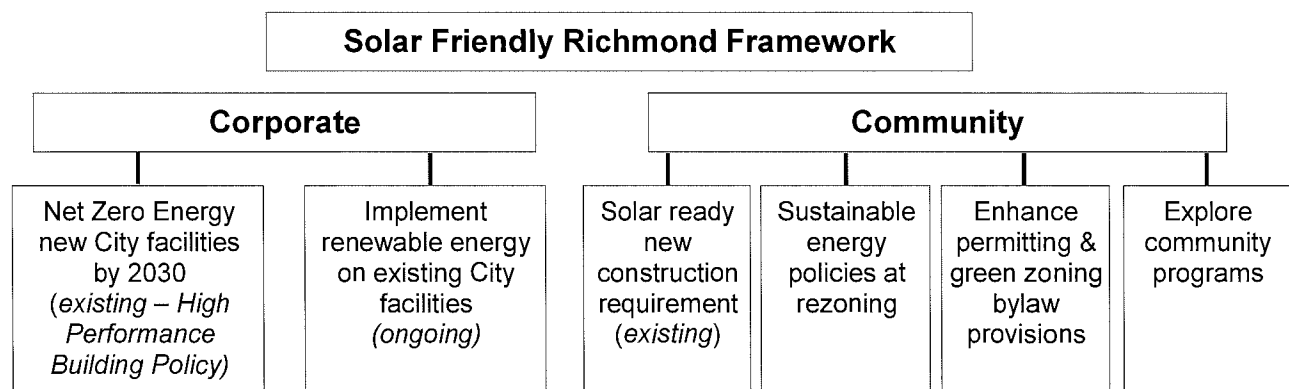 Solar Friendly Richmond Framework
Corporate
Community
Net Zero Energy
new City facilities
by 2030
(existing – High
Performance
Building Policy)
Implement
renewable energy
on existing City
facilities
(ongoing)
Solar ready
new
construction
requirement
(existing)
Sustainable
energy
policies at
rezoning
Enhance
permitting &
green zoning
bylaw
provisions
Explore
community
programs